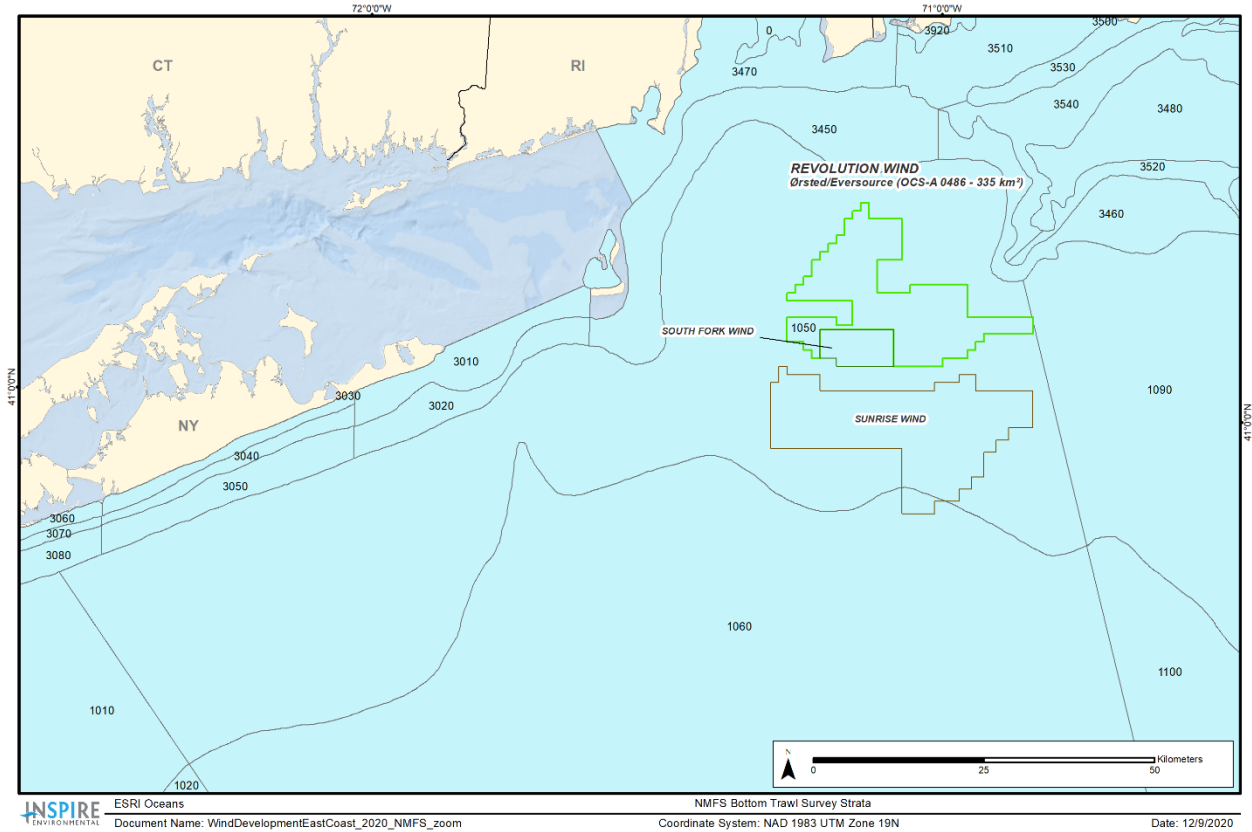 72°0'0"W
71°0'0"W
CT
RI
0
3920
3500
3510
3470
3530
3540
3480
3450
REVOLUTION WIND
Ørsted/Eversource (OCS-A 0486 - 335 km²)
3520
3460
1050
SOUTH FORK WIND
3010
41°0'0"N
3030
3020
1090
NY
SUNRISE WIND
41°0'0"N
3040
3050
3060
3070
3080
1060
1100
1010
1020
N
Kilometers
0
25
50
INSPIRE
ENVIRONMENTAL
ESRI Oceans
NMFS Bottom Trawl Survey Strata
Document Name: WindDevelopmentEastCoast_2020_NMFS_zoom
Coordinate System: NAD 1983 UTM Zone 19N
Date: 12/9/2020